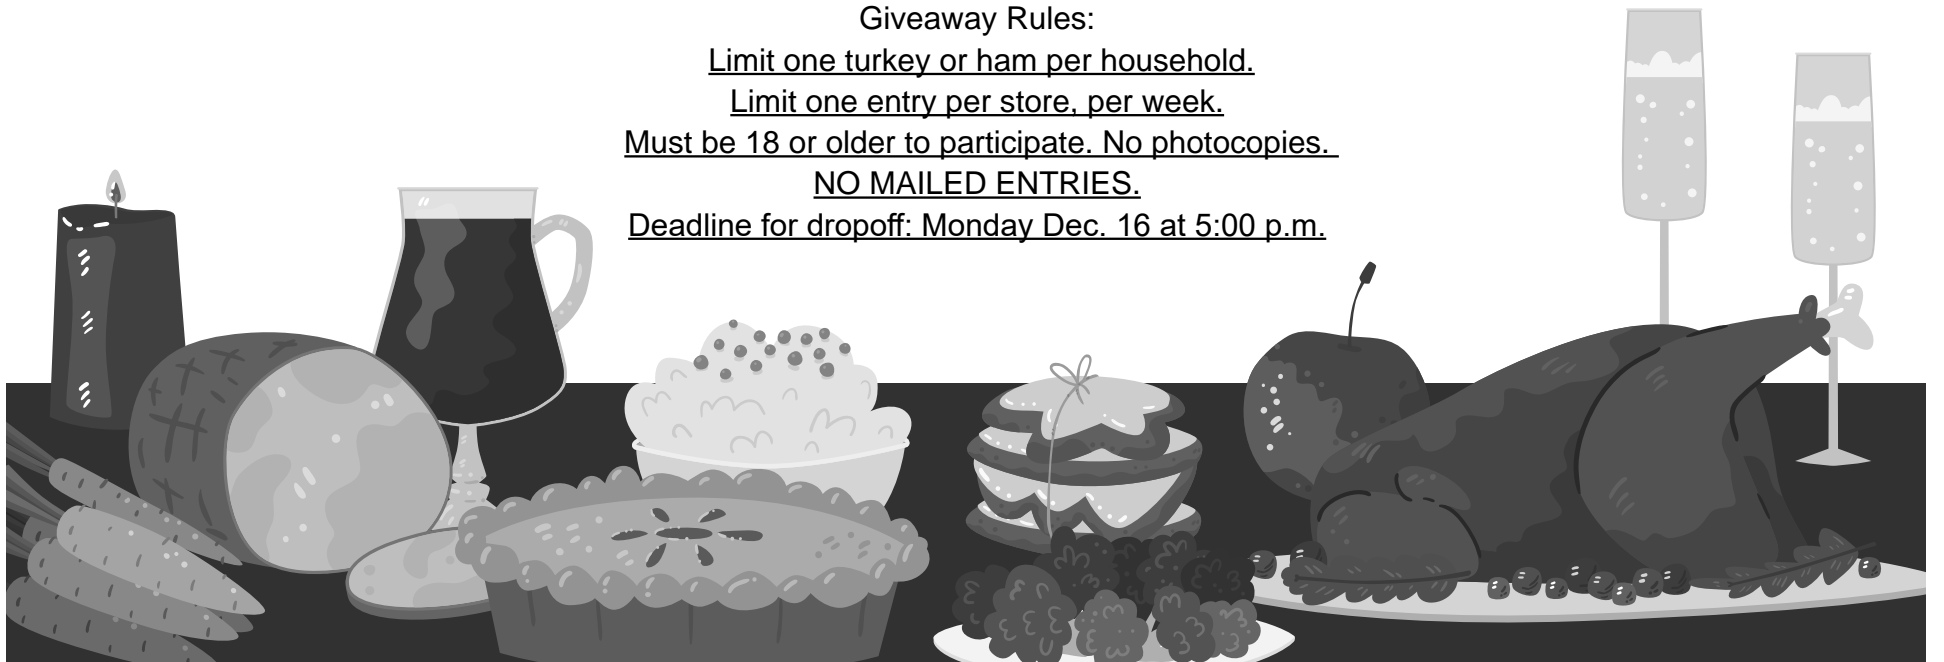 Giveaway Rules:
Limit one turkey or ham per household.
Limit one entry per store, per week.
Must be 18 or older to participate. No photocopies.
NO MAILED ENTRIES.
Deadline for dropoff: Monday Dec. 16 at 5:00 p.m.